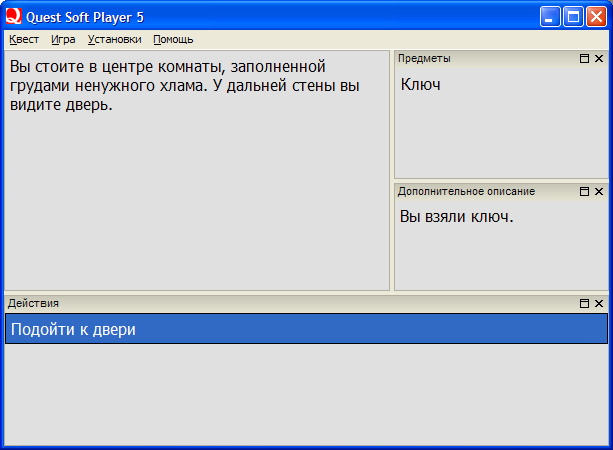 Quest Soft Player 5
Квест Игра Установки Помощь
Вы стоите в центре комнаты, заполненной
грудами ненужного хлама. У дальней стены вы
видите дверь.
Предметы
Ключ
Дополнительное описание
Вы взяли ключ.
Действия
Подойти к двери